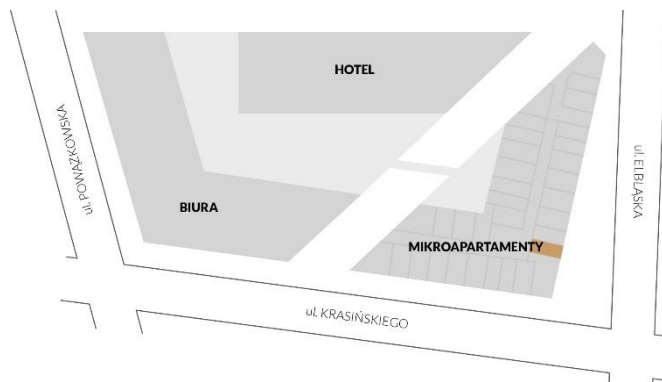 HOTEL
ul. POWĄZKOWSKA
ul. ELBLĄSKA
BIURA
MIKROAPARTAMENTY
ul. KRASIŃSKIEGO